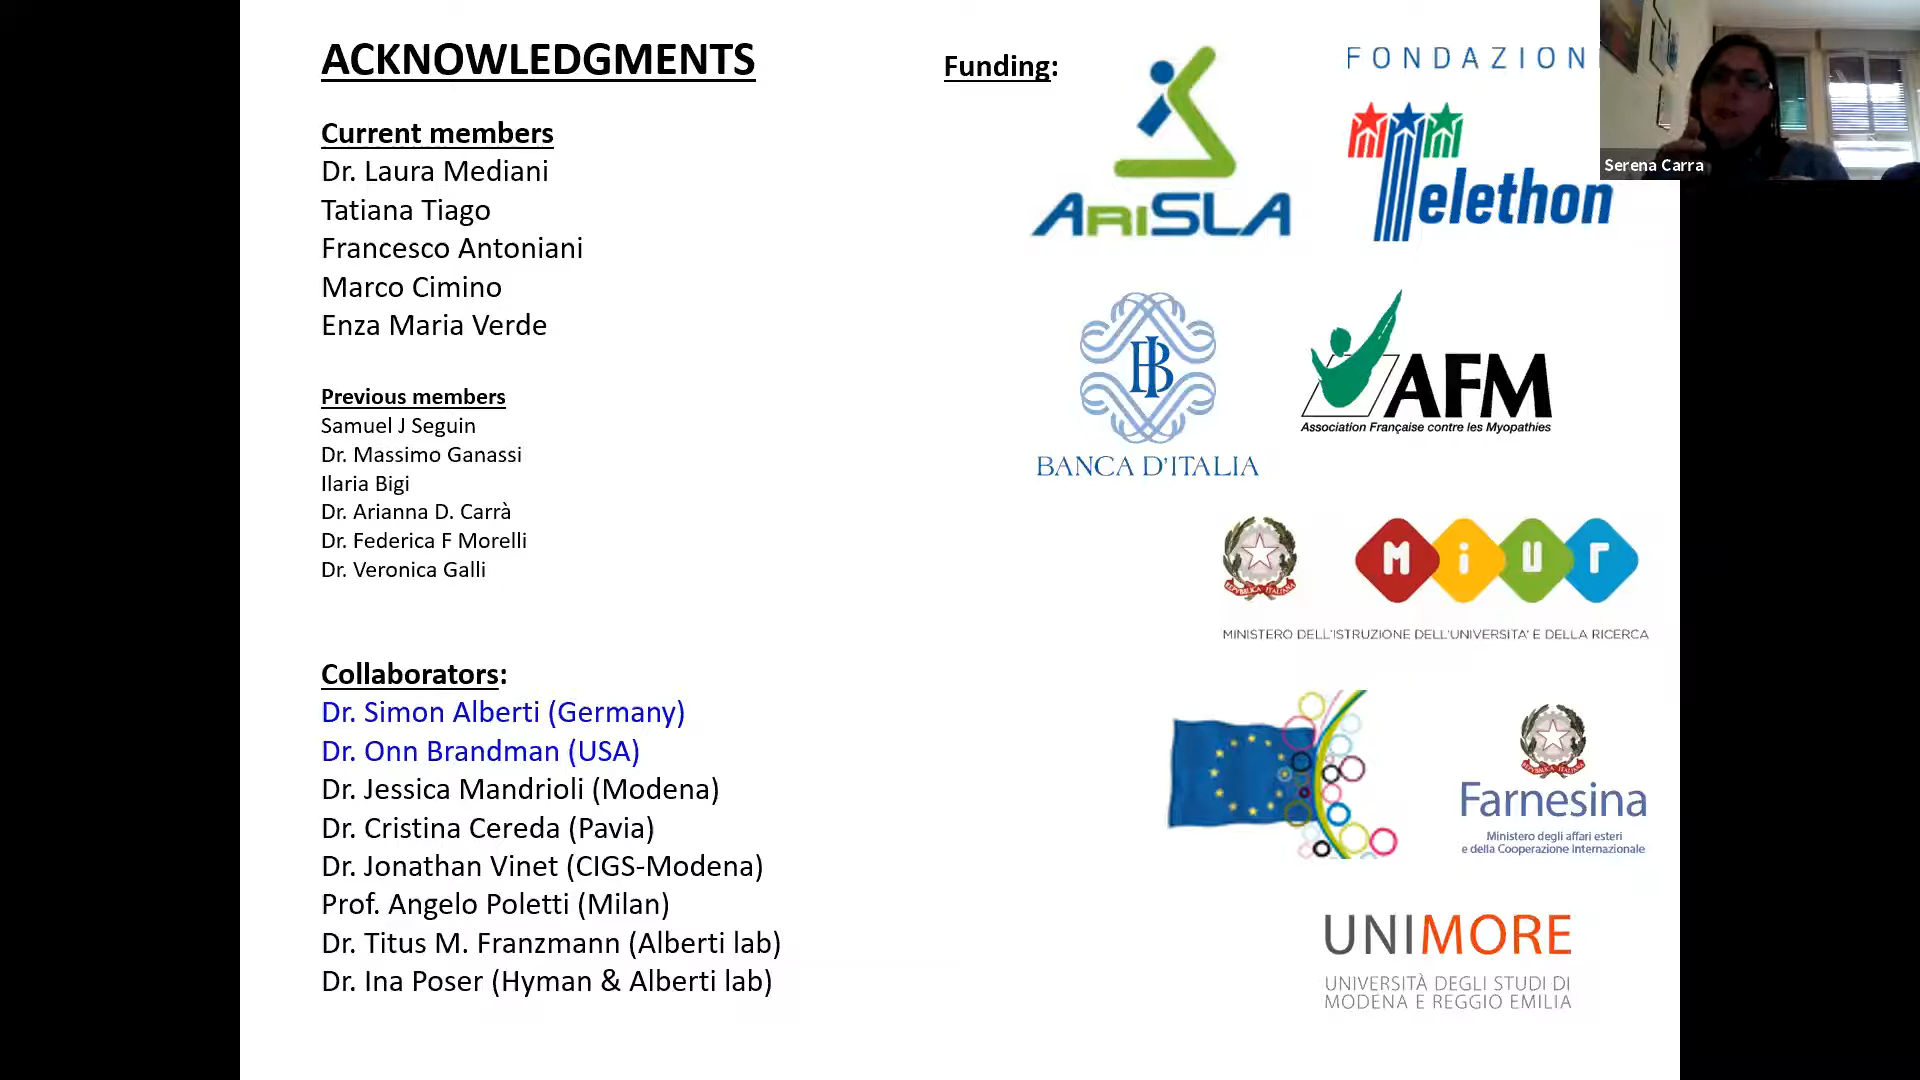 ACKNOWLEDGMENTS
Current members
Dr. Laura Mediani
Tatiana Tiago
Francesco Antoniani
Marco Cimino
Enza Maria Verde
Previous members
Samuel J Seguin
Dr. Massimo Ganassi
Ilaria Bigi
Dr. Arianna D. Carrà
Dr. Federica F Morelli
Dr. Veronica Galli
Collaborators:
Dr. Simon Alberti (Germany)
Dr. Onn Brandman (USA)
Dr. Jessica Mandrioli (Modena)
Dr. Cristina Cereda (Pavia)
Dr. Jonathan Vinet (CIGS-Modena)
Prof. Angelo Poletti (Milan)
Dr. Titus M. Franzmann (Alberti lab)
Dr. Ina Poser (Hyman & Alberti lab)
Funding:
ARiSLA
FONDAZION
Telethon
BANCA D'ITALIA
AFM
Association Française contre les Myopathies
REPVBBLICA ITALIANA
MiUr
MINISTERO DELL'ISTRUZIONE DELL'UNIVERSITA' E DELLA RICERCA
REPVBBLICA ITALIANA
Farnesina
Ministero degli affari esteri
e della Cooperazione Internazionale
UNIMORE
UNIVERSITÀ DEGLI STUDI DI
MODENA E REGGIO EMILIA
Serena Carra